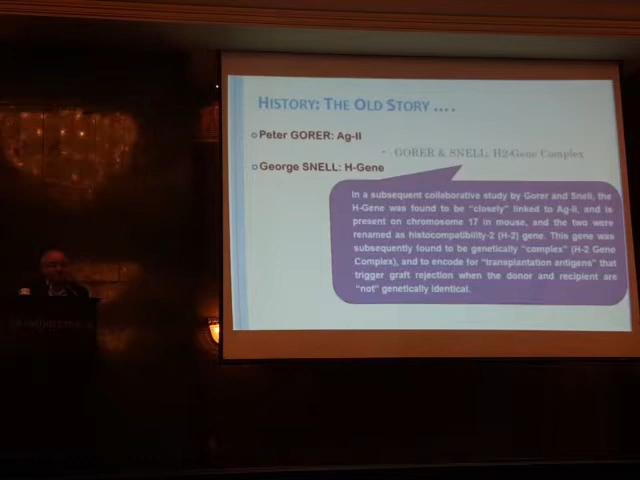 HISTORY: THE OLD STORY ....
Peter GORER: Ag-II
GORER & SNELL: H2-Gene Complex
George SNELL: H-Gene
In a subsequent collaborative study by Gorer and Snell, the
H-Gene was found to be “closely” linked to Ag-II, and is
present on chromosome 17 in mouse, and the two were
renamed as histocompatibility-2 (H-2) gene. This gene was
subsequently found to be genetically “complex” (H-2 Gene
Complex), and to encode for “transplantation antigens” that
trigger graft rejection when the donor and recipient are
“not” genetically identical.